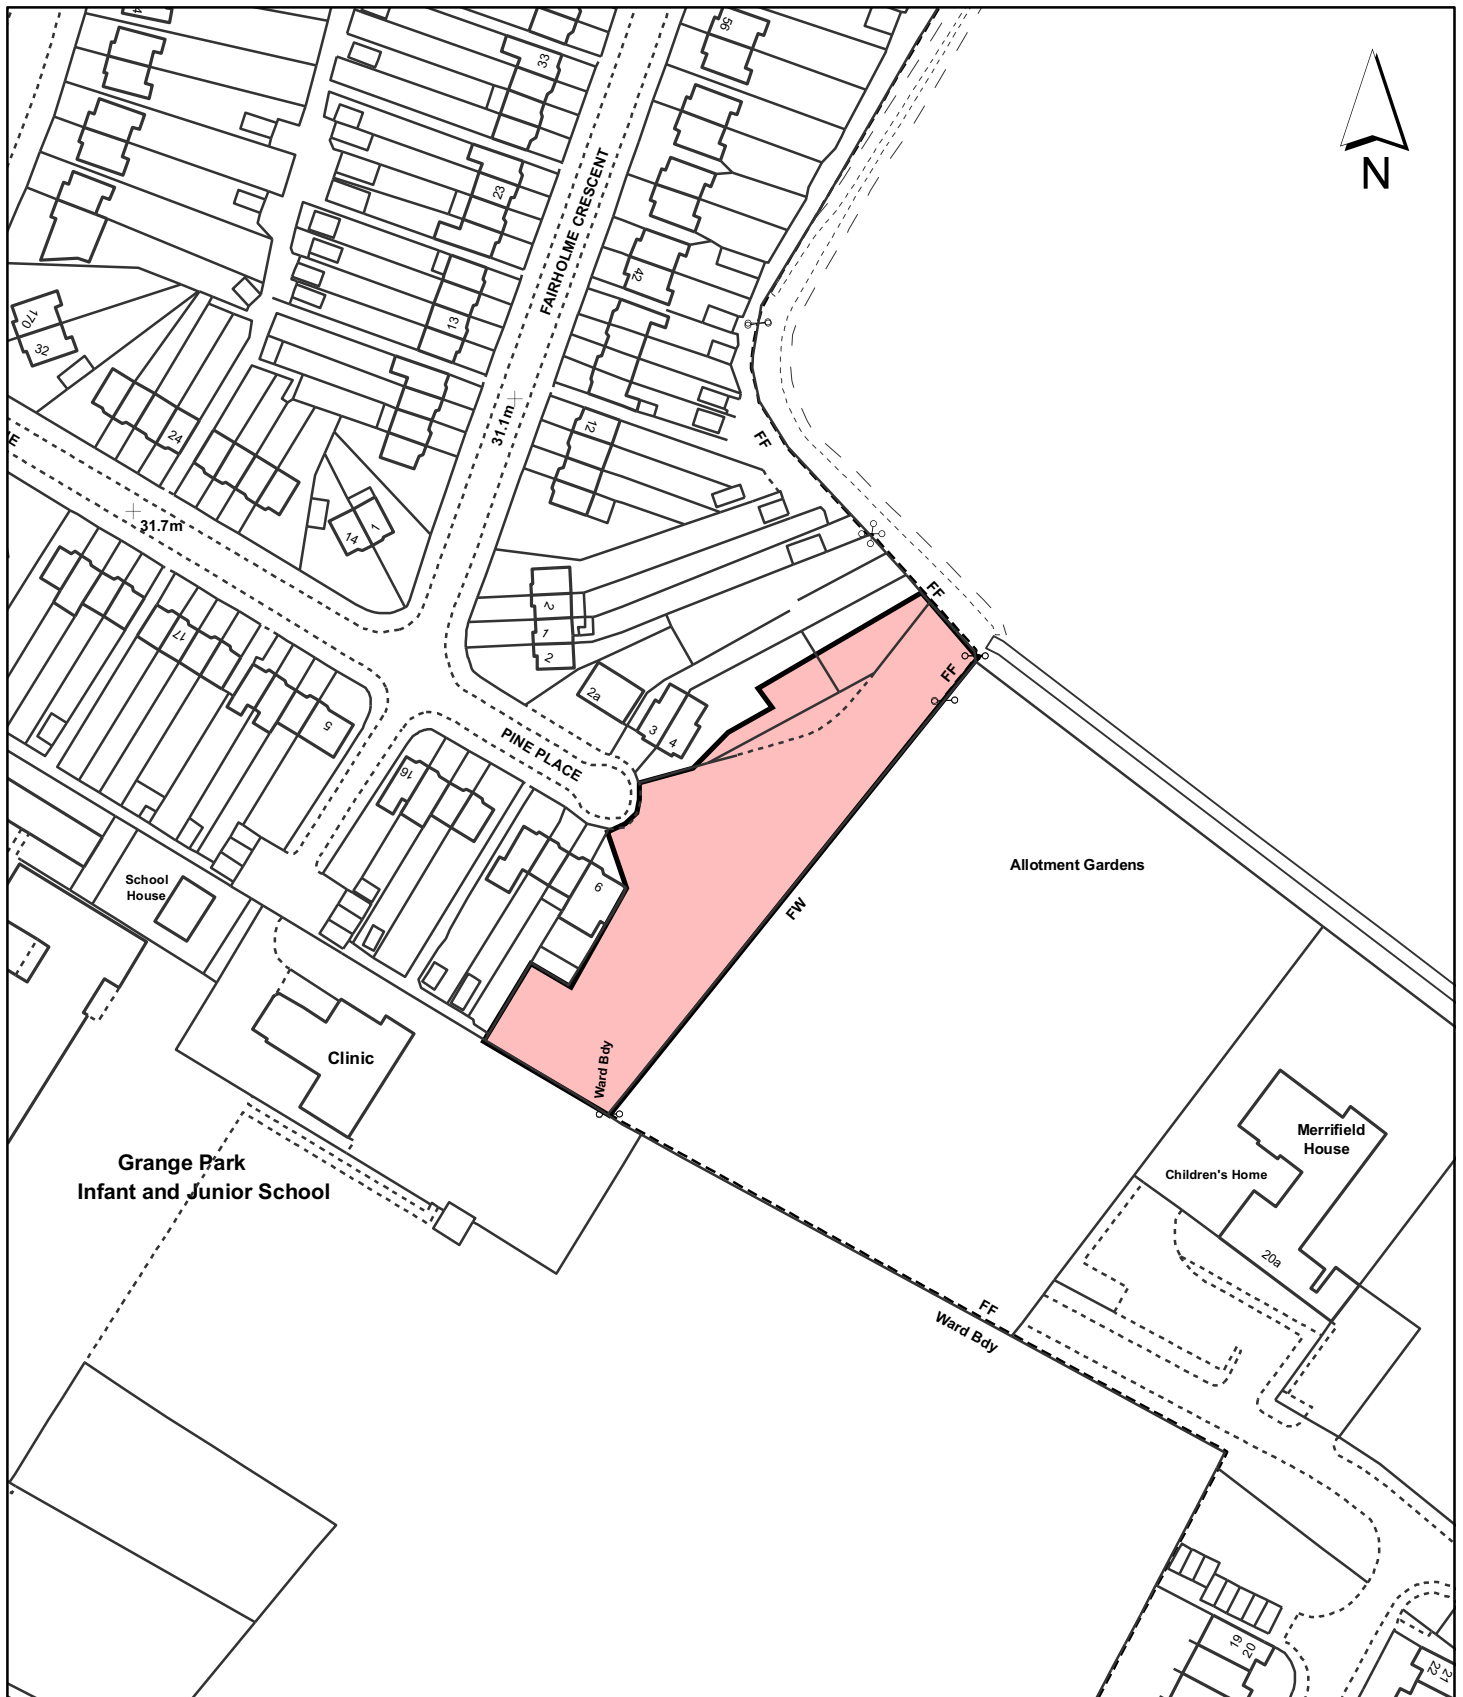 56
33
N
FAIRHOLME CRESCENT
23
42
170
32
13
31.1m
12
24
FF
31.7m
14
1
FF
2
1
2
17
2a
FF
5
3
4
PINE PLACE
16
Allotment Gardens
School
House
6
FW
Clinic
Ward Bdy
Merrifield
House
Grange Park
Infant and Junior School
Children's Home
20a
FF
Ward Bdy
19
20
22
21